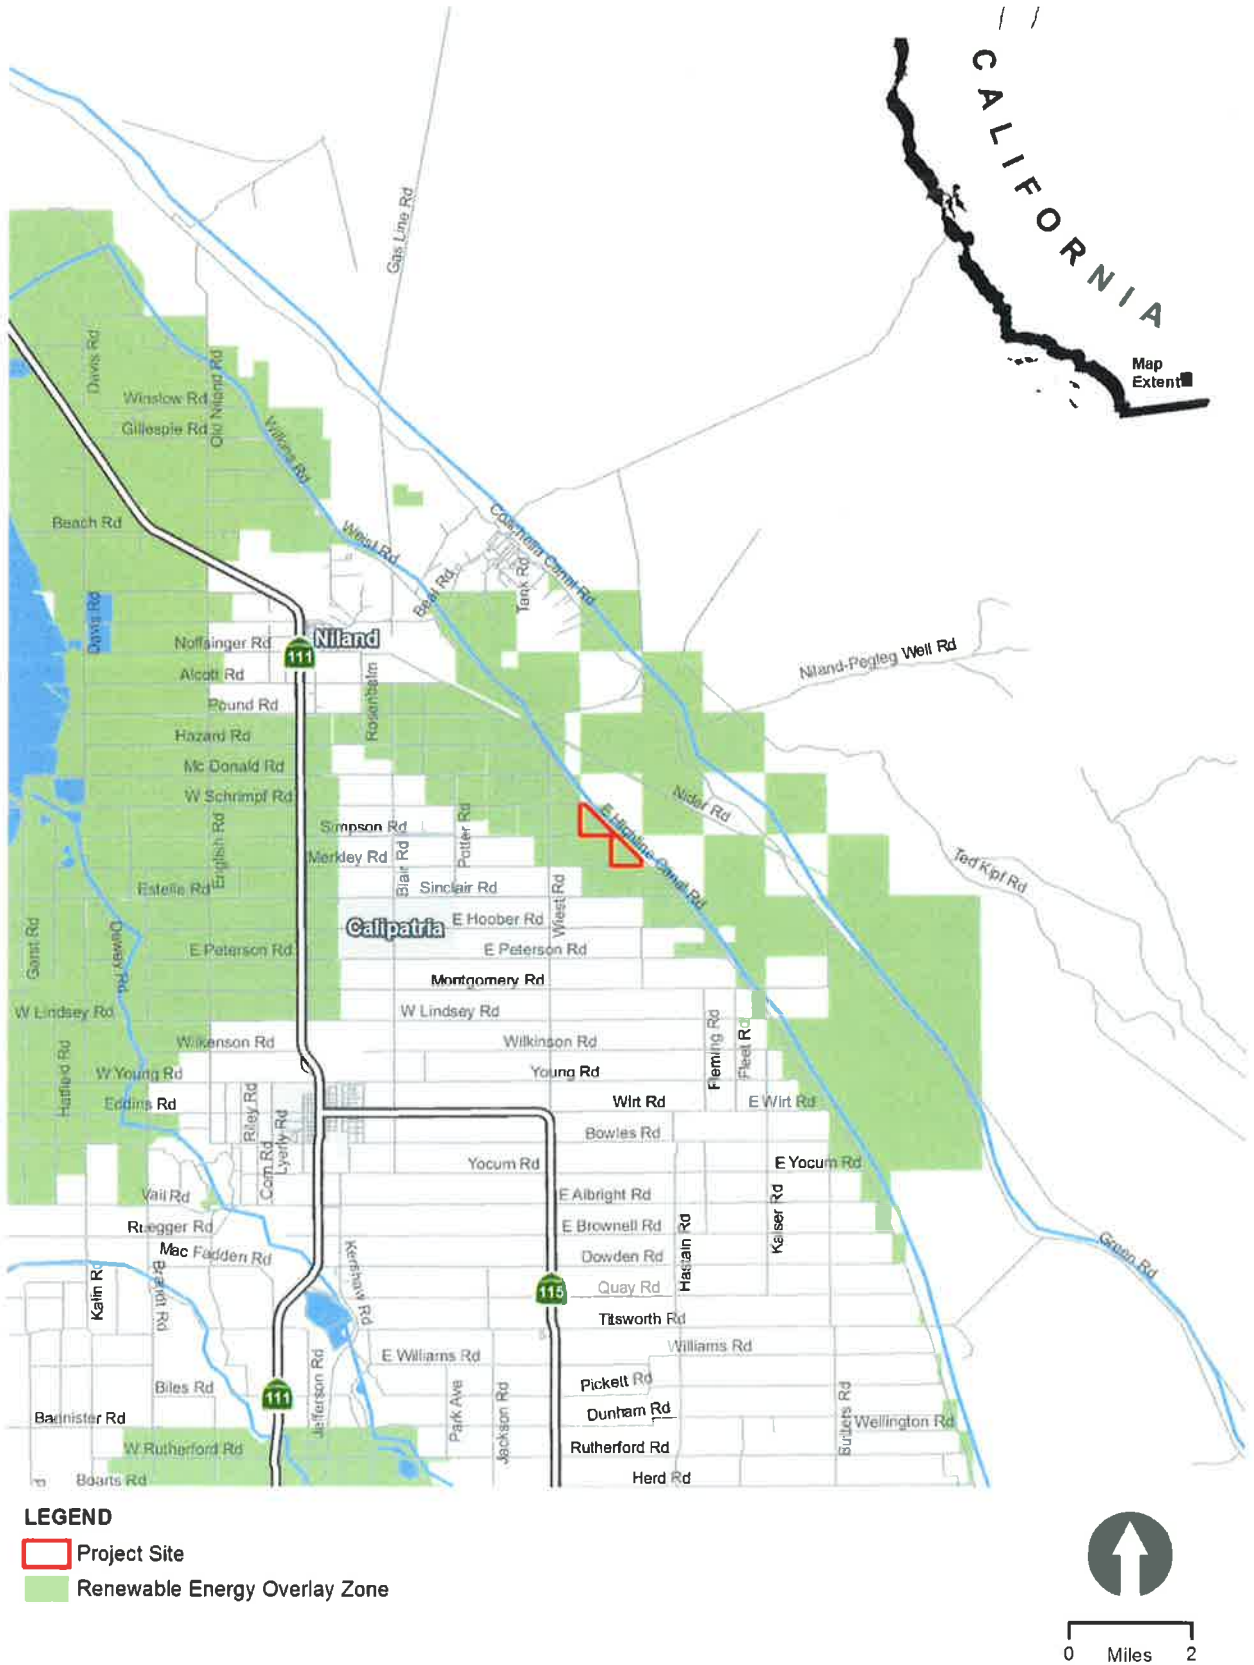 CALIFORNIA
Map
Extent
Gas Line Rd
Davis Rd
Old Niland Rd
Winslow Rd
Gillespie Rd
Wilkins Rd
Beach Rd
Weist Rd
Coachella Canal Rd
Beal Rd
Tank Rd
Davis Rd
Noffsinger Rd
111
Niland
Alcott Rd
Rosenbelm
Niland-Pegleg Well Rd
Pound Rd
Hazard Rd
Mc Donald Rd
W Schrimpf Rd
Nider Rd
English Rd
Simpson Rd
Potter Rd
E Highline Canal Rd
Merkley Rd
Blair Rd
Ted Kipf Rd
Estelle Rd
Sinclair Rd
Wiest Rd
E Hoober Rd
Calipatria
Garst Rd
Dewey Rd
E Peterson Rd
E Peterson Rd
Montgomery Rd
W Lindsey Rd
W Lindsey Rd
Wilkenson Rd
Wilkinson Rd
Fleming Rd
Fleet Rd
Hatfield Rd
W Young Rd
Young Rd
Eddins Rd
Riley Rd
Lyerly Rd
Wirt Rd
E Wirt Rd
Bowles Rd
Corn Rd
Yocum Rd
E Yocum Rd
Vail Rd
E Albright Rd
Ruegger Rd
E Brownell Rd
Hastain Rd
Kaiser Rd
Mac Fadden Rd
Kershaw Rd
Dowden Rd
Green Rd
Kalin Rd
Brandt Rd
115
Quay Rd
Titsworth Rd
Williams Rd
E Williams Rd
Jefferson Rd
Biles Rd
111
Park Ave
Jackson Rd
Pickett Rd
Butters Rd
Bannister Rd
Dunham Rd
Wellington Rd
W Rutherford Rd
Rutherford Rd
Boarts Rd
Herd Rd
LEGEND
Project Site
Renewable Energy Overlay Zone
0 Miles 2